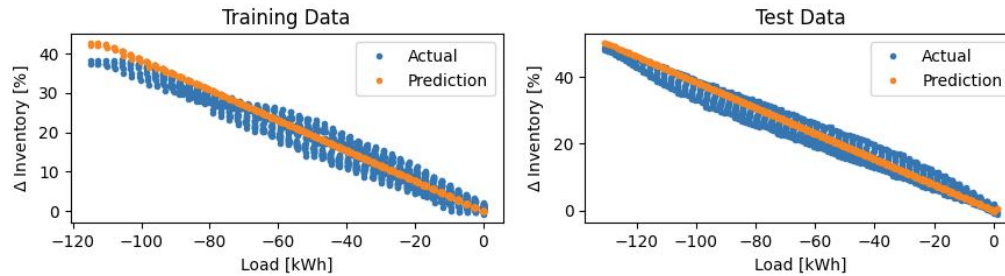 Training Data
Δ Inventory [%]
40
30
20
10
0
Actual
Prediction
−120
−100
−80
−60
−40
−20
0
Load [kWh]
Test Data
Δ Inventory [%]
40
20
0
Actual
Prediction
−120
−100
−80
−60
−40
−20
0
Load [kWh]